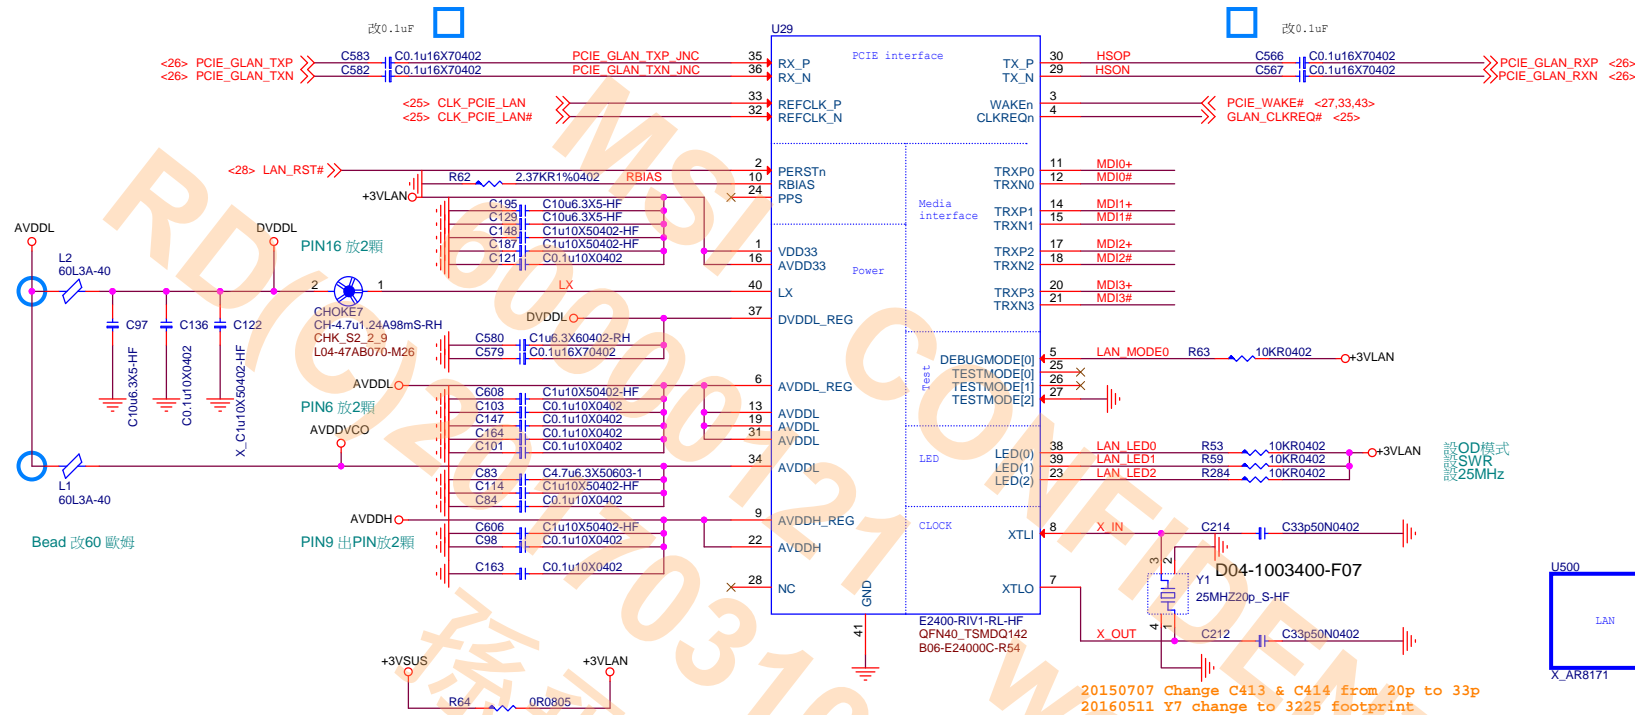 改0.1uF
改0.1uF
U29
<26> PCIE_GLAN_TXP C583 C0.1u16X70402 PCIE_GLAN_TXP_JNC 35 RX_P PCIE interface TX_P 30 HSOP C566 C0.1u16X70402 PCIE_GLAN_RXP <26>
<26> PCIE_GLAN_TXN C582 C0.1u16X70402 PCIE_GLAN_TXN_JNC 36 RX_N TX_N 29 HSON C567 C0.1u16X70402 PCIE_GLAN_RXN <26>
<25> CLK_PCIE_LAN 33 REFCLK_P WAKEn 3 PCIE_WAKE# <27,33,43>
<25> CLK_PCIE_LAN# 32 REFCLK_N CLKREQn 4 GLAN_CLKREQ# <25>
<28> LAN_RST# 2 PERSTn TRXP0 11 MDI0+
R62 2.37KR1%0402 RBIAS 10 RBIAS TRXN0 12 MDI0#
+3VLAN 24 PPS
C195 C10u6.3X5-HF Media TRXP1 14 MDI1+
C129 C10u6.3X5-HF interface TRXN1 15 MDI1#
AVDDL DVDDL C148 C1u10X50402-HF
PIN16 放2顆 C187 C1u10X50402-HF 1 VDD33 TRXP2 17 MDI2+
C121 C0.1u10X0402 16 AVDD33 TRXN2 18 MDI2#
L2
60L3A-40 Power
2 1 LX 40 LX TRXP3 20 MDI3+
TRXN3 21 MDI3#
CHOKE7
CH-4.7u1.24A98mS-RH
CHK_S2_2_9
L04-47AB070-M26
DVDDL 37 DVDDL_REG
C97 C136 C122
C10u6.3X5-HF
C0.1u10X0402
X_C1u10X50402-HF
C580 C1u6.3X60402-RH
C579 C0.1u16X70402
Test
DEBUGMODE[0] 5 LAN_MODE0 R63 10KR0402 +3VLAN
TESTMODE[0] 25
TESTMODE[1] 26
TESTMODE[2] 27
AVDDL 6 AVDDL_REG
C608 C1u10X50402-HF
PIN6 放2顆 C103 C0.1u10X0402 13 AVDDL
C147 C0.1u10X0402 19 AVDDL
C164 C0.1u10X0402 31 AVDDL
C101 C0.1u10X0402
AVDDVCO 34 AVDDL
LED
LED(0) 38 LAN_LED0 R53 10KR0402 +3VLAN 設OD模式
LED(1) 39 LAN_LED1 R59 10KR0402 設SWR
LED(2) 23 LAN_LED2 R284 10KR0402 設25MHz
L1
60L3A-40
C83 C4.7u6.3X50603-1
C114 C1u10X50402-HF
C84 C0.1u10X0402
AVDDH 9 AVDDH_REG CLOCK
Bead 改60 歐姆
PIN9 出PIN放2顆
C606 C1u10X50402-HF
C98 C0.1u10X0402 22 AVDDH
XTLI 8 X_IN C214 C33p50N0402
C163 C0.1u10X0402
3 2
D04-1003400-F07
Y1
25MHZ20p_S-HF
4 1
28 NC XTLO 7
GND
41
X_OUT C212 C33p50N0402
E2400-RIV1-RL-HF
QFN40_TSMDQ142
B06-E24000C-R54
U500
LAN
X_AR8171
+3VSUS +3VLAN
R64 0R0805
20150707 Change C413 & C414 from 20p to 33p
20160511 Y7 change to 3225 footprint